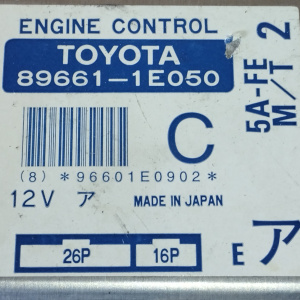 ENGINE CONTROL
TOYOTA
89661-1E050
C
(8) *96601E0902*
12V ア MADE IN JAPAN
26P 16P
5A-FE
M/T 2
E ア